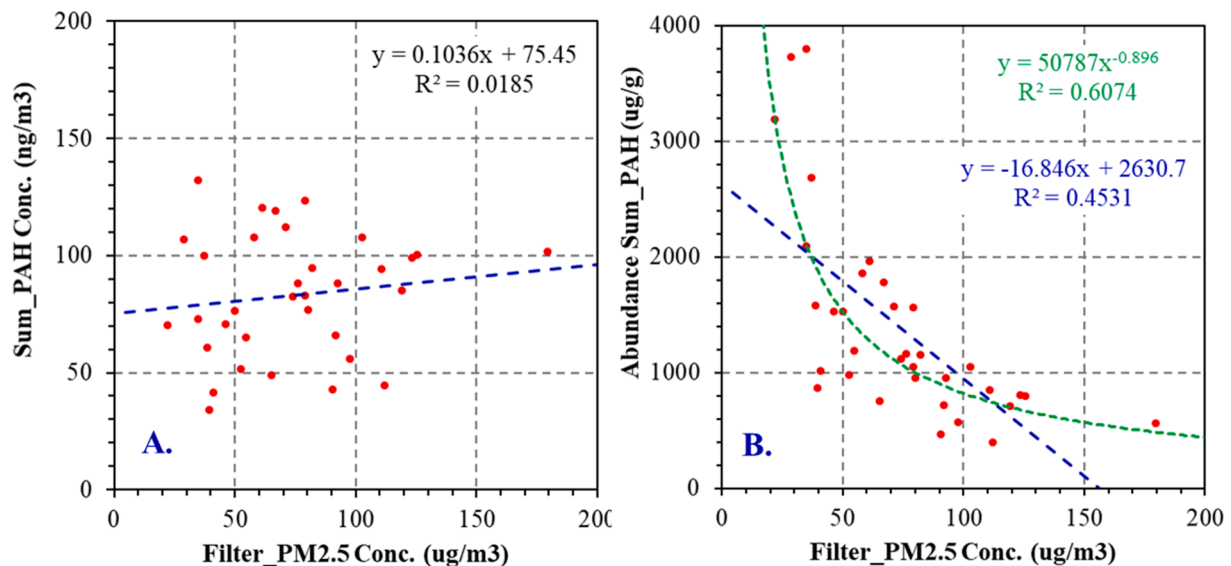 200
150
100
50
0
Sum_PAH Conc. (ng/m3)
y = 0.1036x + 75.45
R² = 0.0185
A.
0 50 100 150 200
Filter_PM2.5 Conc. (ug/m3)
4000
3000
2000
1000
0
Abundance Sum_PAH (ug/g)
y = 50787x^-0.896
R² = 0.6074
y = -16.846x + 2630.7
R² = 0.4531
B.
0 50 100 150 200
Filter_PM2.5 Conc. (ug/m3)